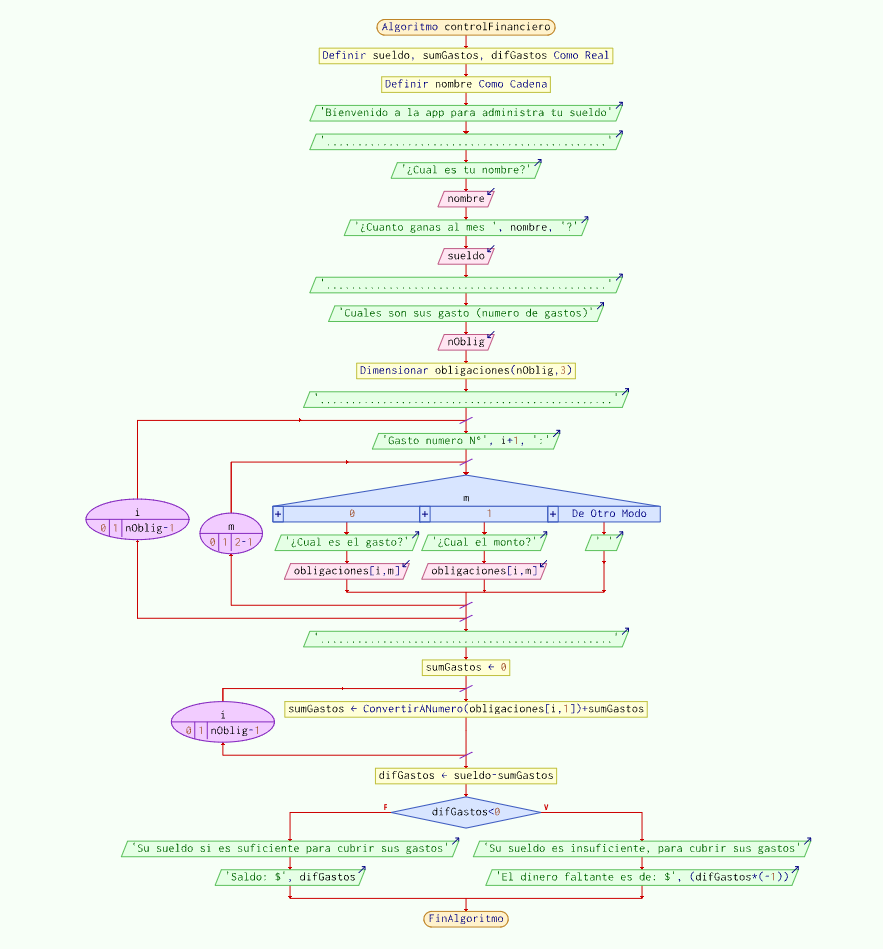 Algoritmo controlFinanciero
Definir sueldo, sumGastos, difGastos Como Real
Definir nombre Como Cadena
'Bienvenido a la app para administra tu sueldo'
'.............................................'
'¿Cual es tu nombre?'
nombre
'¿Cuanto ganas al mes ', nombre, '?'
sueldo
'.............................................'
'Cuales son sus gasto (numero de gastos)'
nOblig
Dimensionar obligaciones(nOblig,3)
'...............................................'
'Gasto numero N°', i+1, ':'
i
0 1 nOblig-1
m
0 1 2-1
m
+ 0 + 1 + De Otro Modo
'¿Cual es el gasto?' '¿Cual el monto?' ' '
obligaciones[i,m] obligaciones[i,m]
'...............................................'
sumGastos ← 0
i
0 1 nOblig-1
sumGastos ← ConvertirANumero(obligaciones[i,1])+sumGastos
difGastos ← sueldo-sumGastos
F difGastos<0 V
'Su sueldo si es suficiente para cubrir sus gastos' 'Su sueldo es insuficiente, para cubrir sus gastos'
'Saldo: $', difGastos 'El dinero faltante es de: $', (difGastos*(-1))
FinAlgoritmo